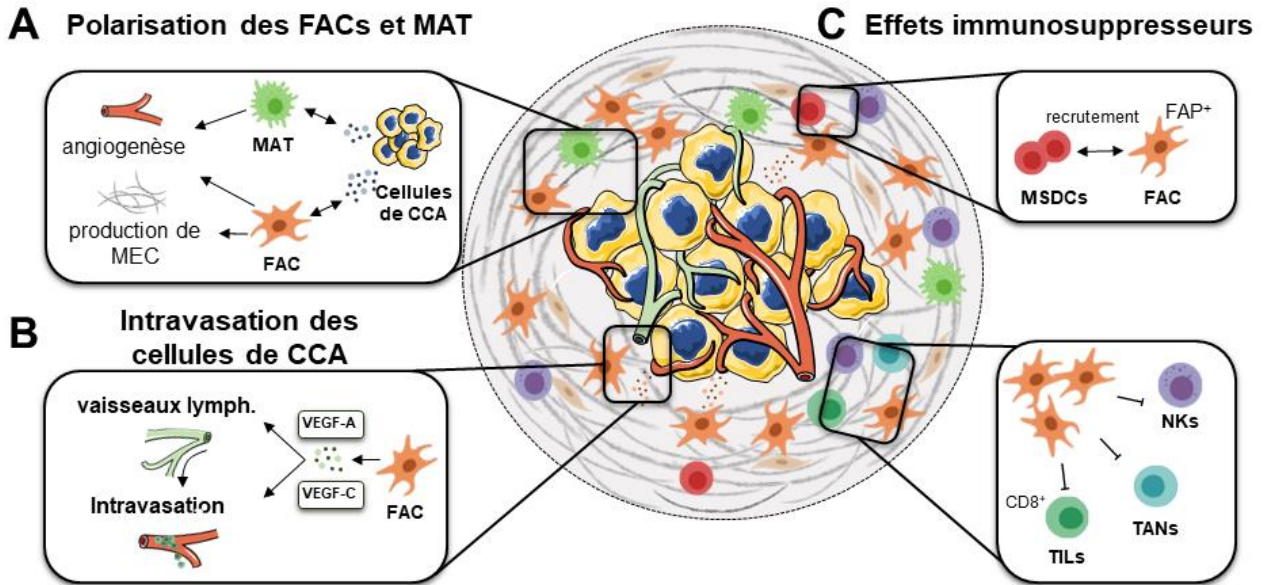 A Polarisation des FACs et MAT
angiogenèse
MAT
production de
MEC
FAC
Cellules
de CCA
B Intravasation des
cellules de CCA
vaisseaux lymph.
VEGF-A
VEGF-C
Intravasation
FAC
C Effets immunosuppresseurs
recrutement
FAP⁺
MSDCs
FAC
NKs
CD8⁺
TANs
TILs